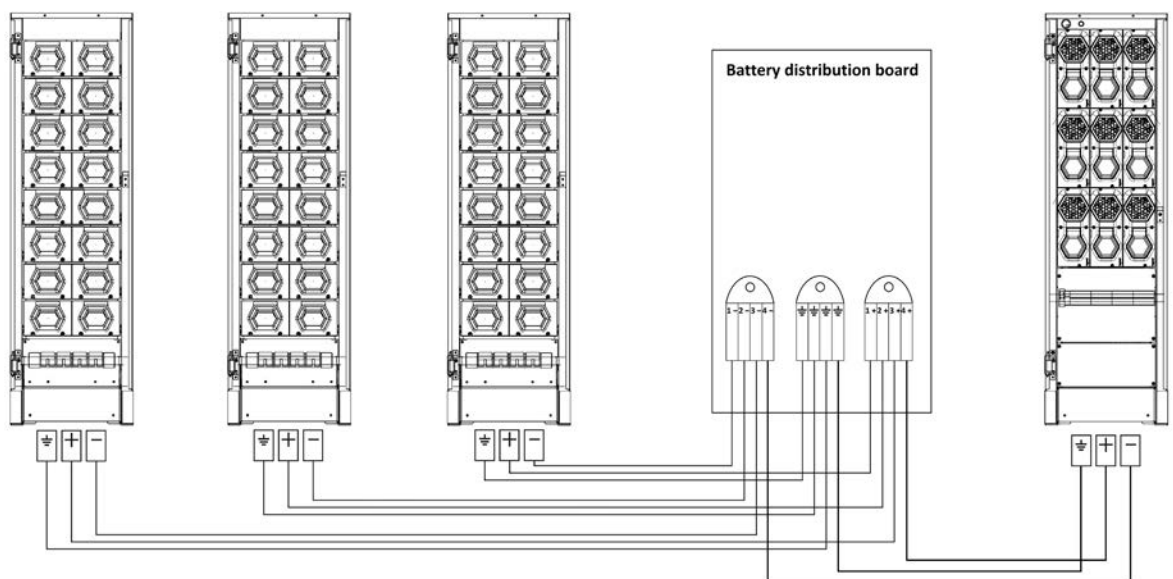 Battery distribution board
1 – 2 – 3 – 4 –
1 + 2 + 3 + 4 +
+ –
+ –
+ –
+ –